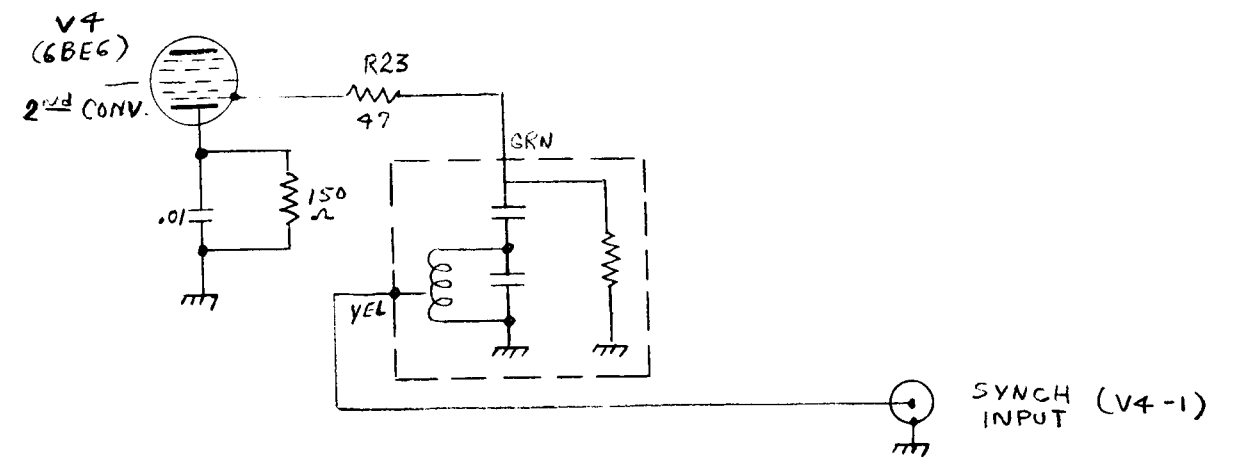 V4
(6BE6)
2nd CONV.
R23
47
GRN
.01
150
Ω
YEL
SYNCH
INPUT
(V4-1)